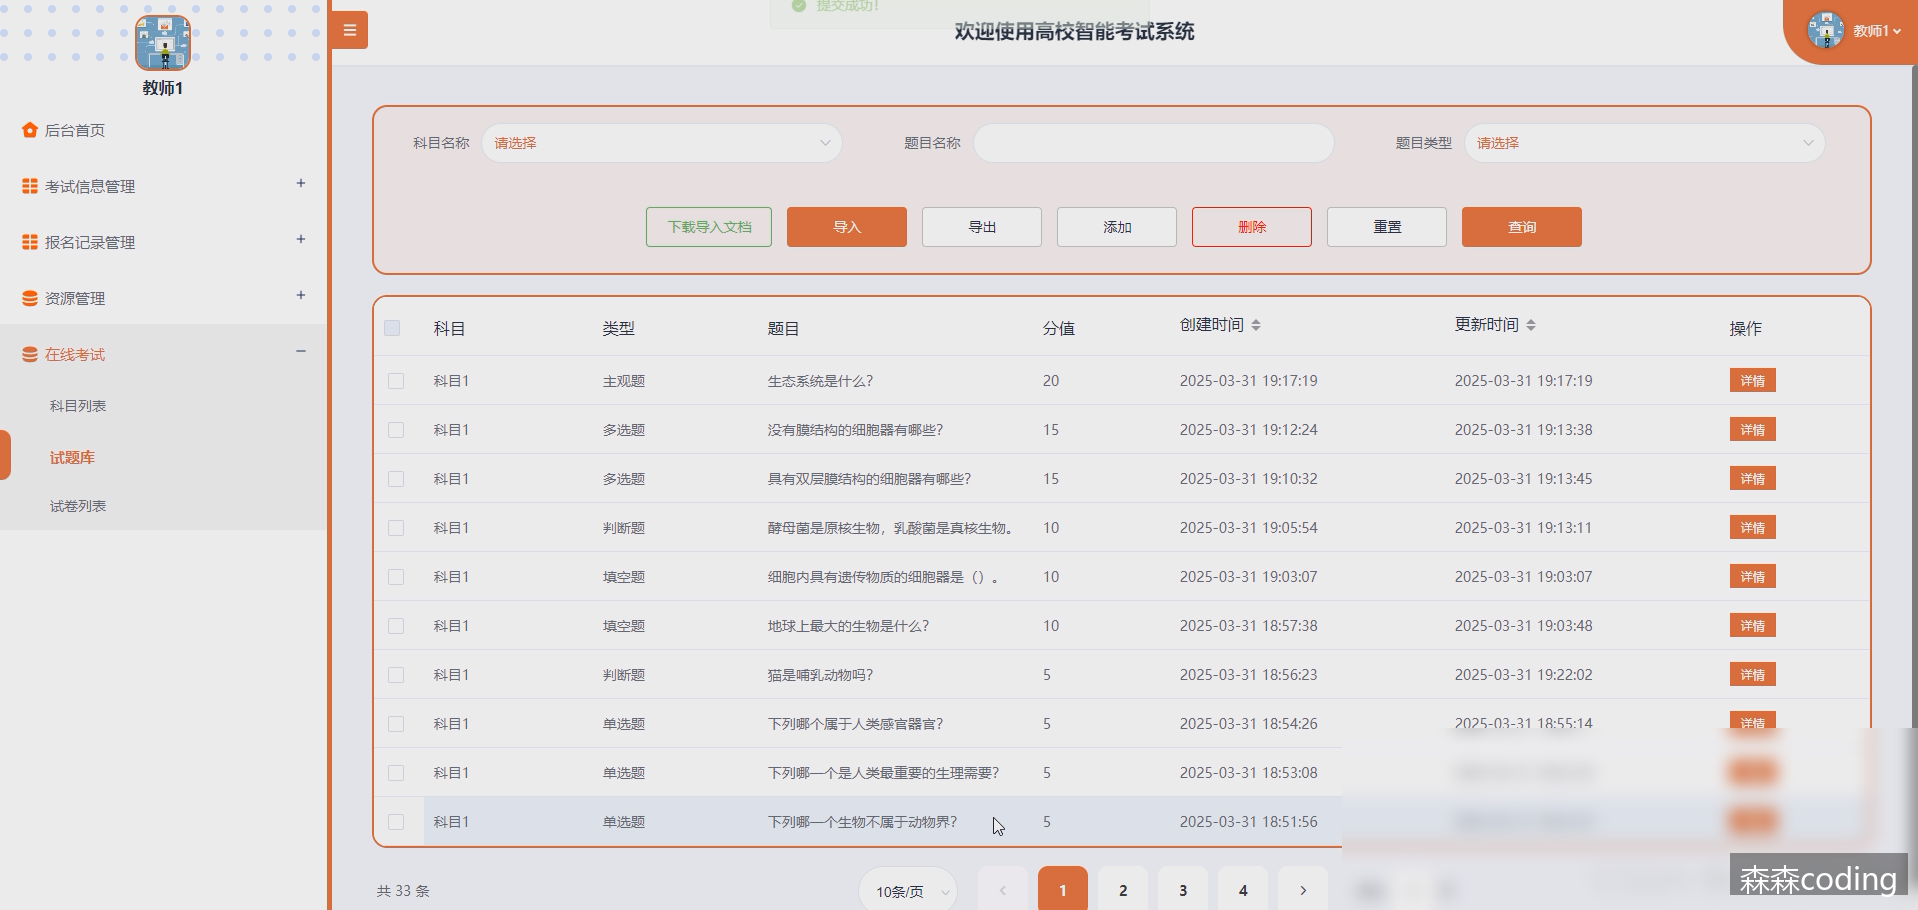 提交成功!
欢迎使用高校智能考试系统
教师1
教师1
后台首页
考试信息管理
报名记录管理
资源管理
在线考试
科目列表
试题库
试卷列表
科目名称 请选择 题目名称 题目类型 请选择
下载导入文档 导入 导出 添加 删除 重置 查询
科目 类型 题目 分值 创建时间 更新时间 操作
科目1 主观题 生态系统是什么? 20 2025-03-31 19:17:19 2025-03-31 19:17:19 详情
科目1 多选题 没有膜结构的细胞器有哪些? 15 2025-03-31 19:12:24 2025-03-31 19:13:38 详情
科目1 多选题 具有双层膜结构的细胞器有哪些? 15 2025-03-31 19:10:32 2025-03-31 19:13:45 详情
科目1 判断题 酵母菌是原核生物，乳酸菌是真核生物。 10 2025-03-31 19:05:54 2025-03-31 19:13:11 详情
科目1 填空题 细胞内具有遗传物质的细胞器是（）。 10 2025-03-31 19:03:07 2025-03-31 19:03:07 详情
科目1 填空题 地球上最大的生物是什么? 10 2025-03-31 18:57:38 2025-03-31 19:03:48 详情
科目1 判断题 猫是哺乳动物吗? 5 2025-03-31 18:56:23 2025-03-31 19:22:02 详情
科目1 单选题 下列哪个属于人类感官器官? 5 2025-03-31 18:54:26 2025-03-31 18:55:14 详情
科目1 单选题 下列哪一个是人类最重要的生理需要? 5 2025-03-31 18:53:08
科目1 单选题 下列哪一个生物不属于动物界? 5 2025-03-31 18:51:56
共 33 条 10条/页 1 2 3 4
森森coding